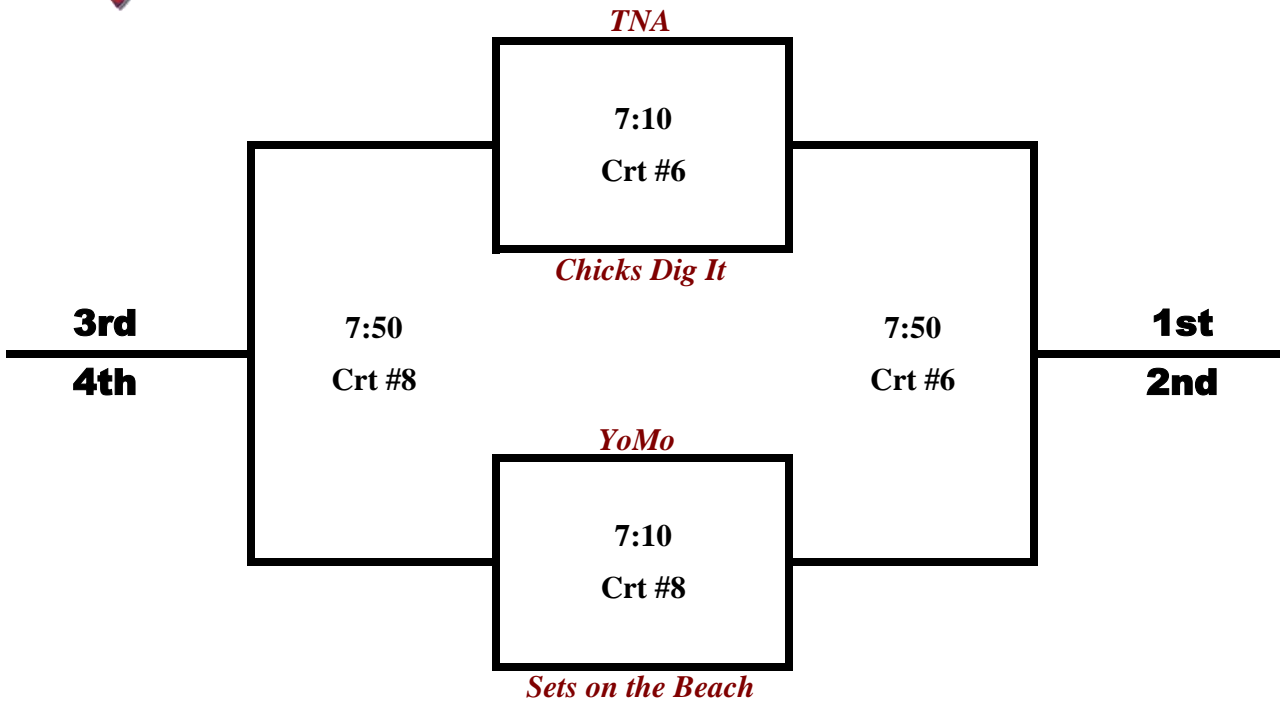 TNA
7:10
Crt #6
Chicks Dig It
3rd
4th
7:50
Crt #8
7:50
Crt #6
1st
2nd
YoMo
7:10
Crt #8
Sets on the Beach